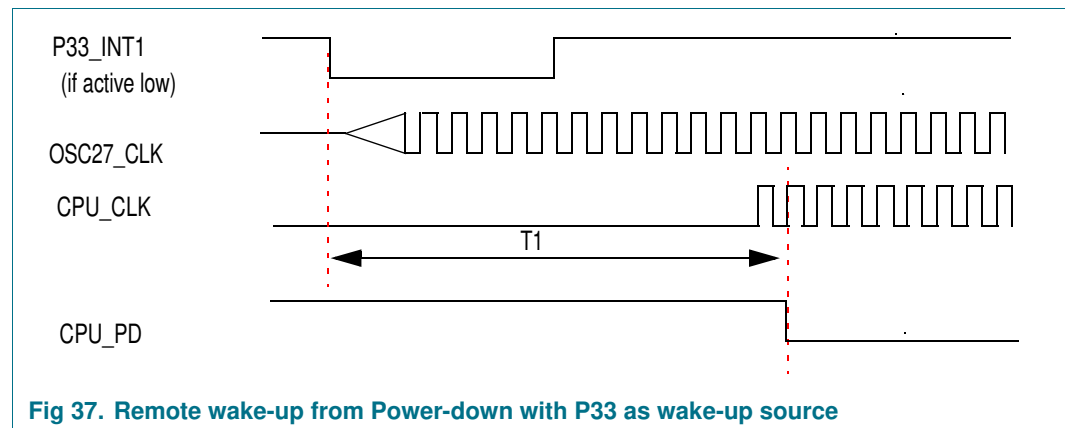 P33_INT1
(if active low)
OSC27_CLK
CPU_CLK
T1
CPU_PD
Fig 37. Remote wake-up from Power-down with P33 as wake-up source